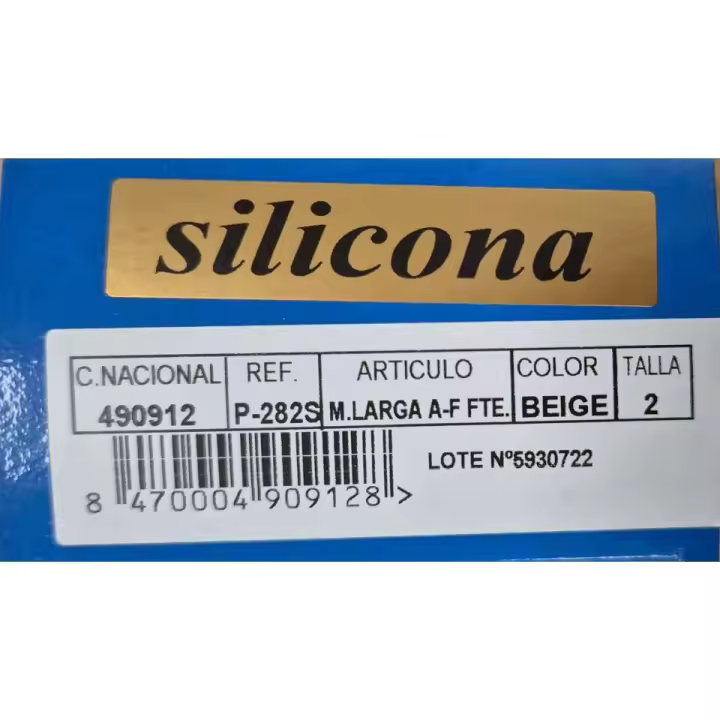 silicona
C.NACIONAL REF. ARTICULO COLOR TALLA
490912 P-282S M.LARGA A-F FTE. BEIGE 2
LOTE Nº5930722
8 470004 909128 >